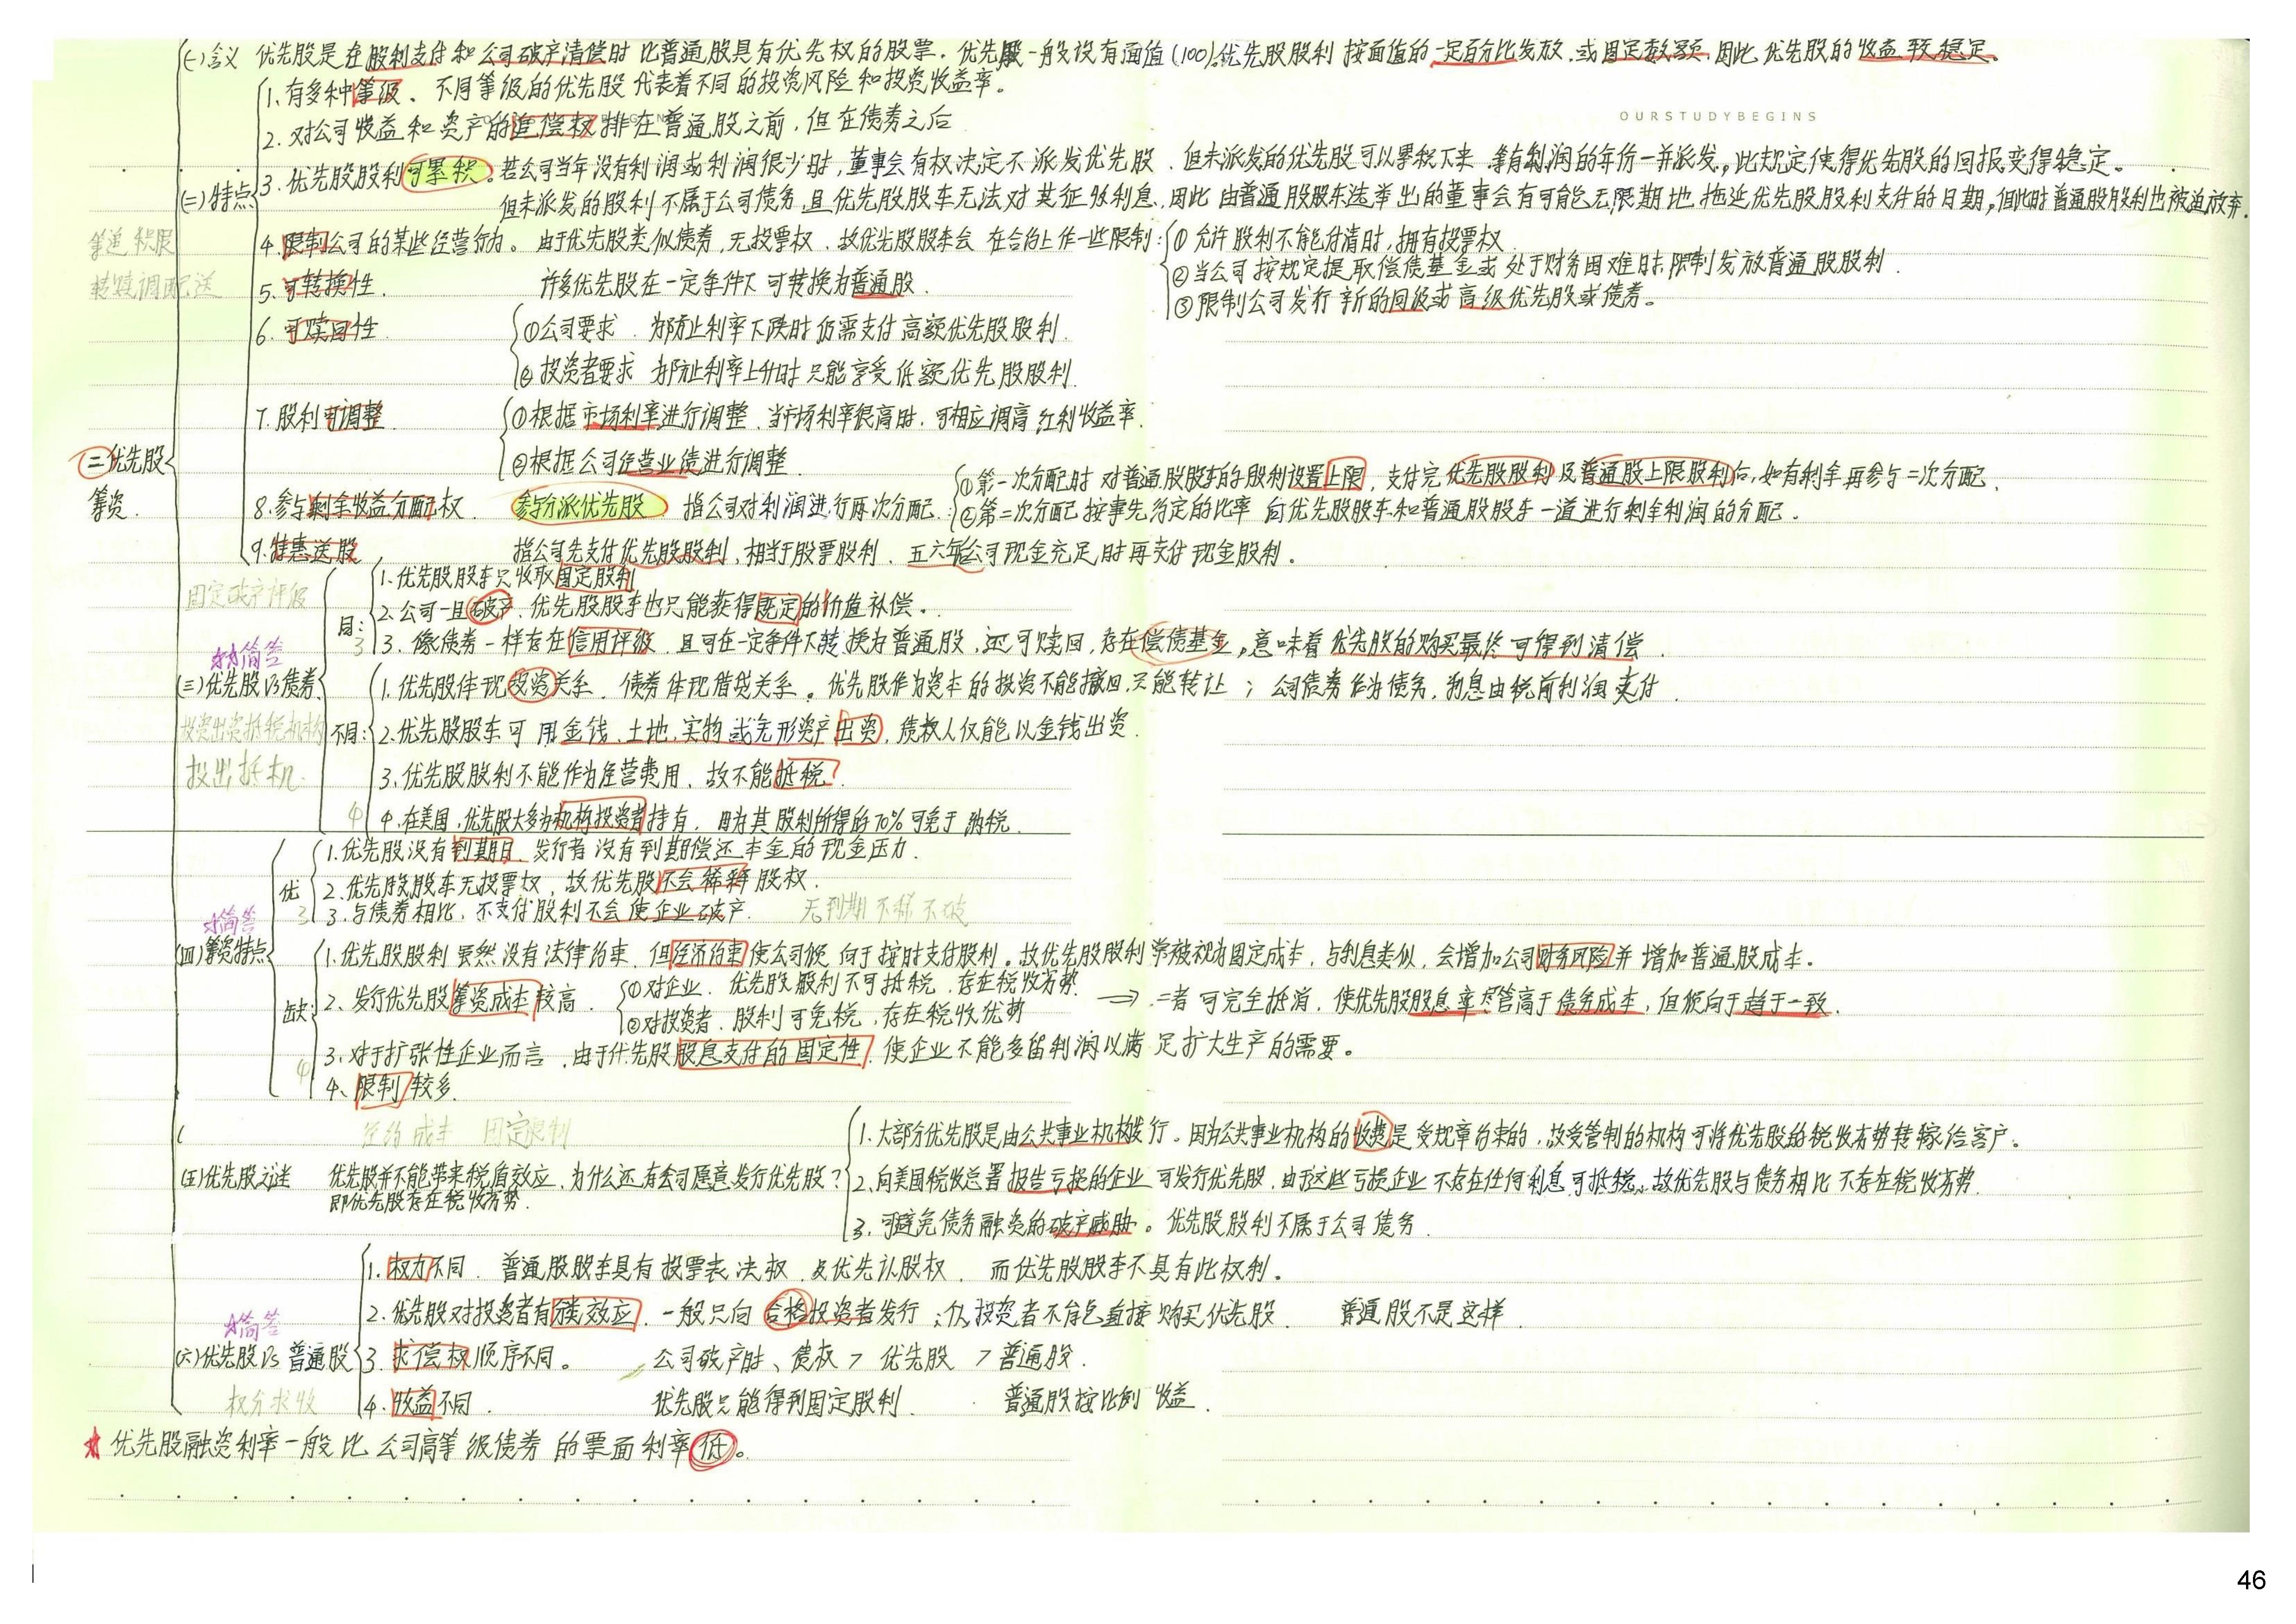 (一)含义 优先股是在股利支付和公司破产清偿时比普通股具有优先权的股票。优先股一般设有面值(100)。优先股股利按面值的一定百分比发放,或固定数额,因此优先股的收益较稳定。
1.有多种等级、不同等级的优先股代表着不同的投资风险和投资收益率。
OURSTUDYBEGINS
2.对公司收益和资产的追偿权排在普通股之前,但在债券之后
(二)特点
3.优先股股利可累积。若公司当年没有利润或利润很少时,董事会有权决定不派发优先股.但未派发的优先股可以累积下来 等有利润的年份一并派发,此规定使得优先股的回报变得稳定。
但未派发的股利不属于公司债务,且优先股股东无法对其征收利息,因此由普通股股东选举出的董事会有可能无限期地拖延优先股股利支付的日期,但此时普通股股利也被迫放弃.
等追积限
转赎调配送
4.限制公司的某些经营行为。由于优先股类似债券,无投票权.故优先股股东会在合约上作一些限制:①允许股利不能付清时,拥有投票权
②当公司按规定提取偿债基金或处于财务困难时,限制发放普通股股利.
③限制公司发行新的同级或高级优先股或债券。
5.可转换性. 许多优先股在一定条件下可转换为普通股.
6.可赎回性. ①公司要求.为防止利率下跌时仍需支付高额优先股股利.
②投资者要求 为防止利率上升时只能享受低额优先股股利.
7.股利可调整. ①根据市场利率进行调整.当市场利率很高时,可相应调高红利收益率.
②根据公司经营业绩进行调整.
二优先股
筹资.
8.参与剩余收益分配权. 参与分派优先股 指公司对利润进行两次分配.①第一次分配时 对普通股股东的股利设置上限,支付完优先股股利及普通股上限股利后,如有剩余再参与二次分配.
②第二次分配 按事先约定的比率 向优先股股东和普通股股东一道进行剩余利润的分配.
9.特惠送股 指公司先支付优先股股利,相当于股票股利.五六年后公司现金充足时再支付现金股利.
固定破产评级
☆☆简答
(三)优先股Vs债券
同:3
1.优先股股东只收取固定股利
2.公司一旦破产,优先股股东也只能获得既定的价值补偿.
3.像债券一样存在信用评级.且可在一定条件下转换为普通股,还可赎回,存在偿债基金,意味着优先股的购买最终可得到清偿.
投资出资抵税机构
投出抵机.
不同:4
1.优先股体现投资关系.债券体现借贷关系。优先股作为资本的投资不能撤回,只能转让;公司债券作为债务,利息由税前利润支付.
2.优先股股东可用金钱、土地、实物或无形资产出资,债权人仅能以金钱出资.
3.优先股股利不能作为经营费用,故不能抵税.
4.在美国,优先股大多为机构投资者持有.因为其股利所得的70%可免于纳税.
☆简答
(四)筹资特点
优 3
1.优先股没有到期日,发行者没有到期偿还本金的现金压力.
2.优先股股东无投票权,故优先股不会稀释股权.
3.与债券相比,不支付股利不会使企业破产. 无到期不稀不破
缺:4
1.优先股股利虽然没有法律约束,但经济约束使公司倾向于按时支付股利。故优先股股利常被视为固定成本,与利息类似,会增加公司财务风险并增加普通股成本.
2.发行优先股筹资成本较高. ①对企业.优先股股利不可抵税,存在税收劣势
②对投资者.股利可免税,存在税收优势 ⇒ 二者可完全抵消.使优先股股息率尽管高于债务成本,但倾向于趋于一致.
3.对于扩张性企业而言,由于优先股股息支付的固定性,使企业不能多留利润以满足扩大生产的需要。
4.限制较多.
经约 成本 固定限制
(五)优先股之谜 优先股并不能带来税盾效应,为什么还有公司愿意发行优先股?
即优先股存在税收劣势.
1.大部分优先股是由公共事业机构发行。因为公共事业机构的收费是受规章约束的,故受管制的机构可将优先股的税收劣势转嫁给客户。
2.向美国税收总署报告亏损的企业可发行优先股.由于这些亏损企业不存在任何利息可抵税,故优先股与债务相比不存在税收劣势.
3.可避免债务融资的破产威胁。优先股股利不属于公司债务.
☆简答
(六)优先股Vs普通股
权分求收
1.权力不同. 普通股股东具有投票表决权及优先认股权.而优先股股东不具有此权利.
2.优先股对投资者有分类效应.一般只向合格投资者发行;个人投资者不能直接购买优先股. 普通股不是这样.
3.求偿权顺序不同。 公司破产时、债权 > 优先股 > 普通股.
4.收益不同. 优先股只能得到固定股利. 普通股按比例收益.
★优先股融资利率一般比公司高等级债券的票面利率低。
46